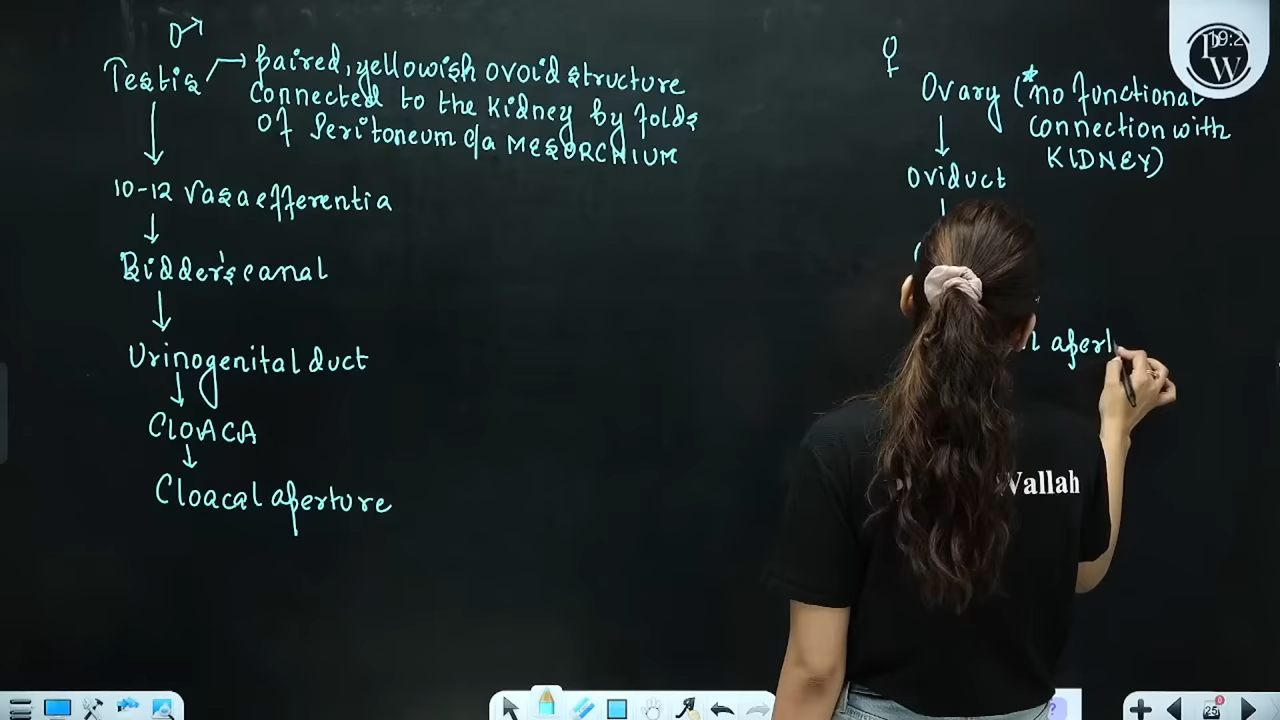 ♂
Testis → paired, yellowish ovoid structure
connected to the kidney by folds
of Peritoneum c/a MESORCHIUM
↓
10-12 Vasa efferentia
↓
Bidder's canal
↓
Urinogenital duct
↓
CLOACA
↓
Cloacal aperture
♀
Ovary (*no functional
connection with
KIDNEY)
↓
Oviduct
aper
Wallah